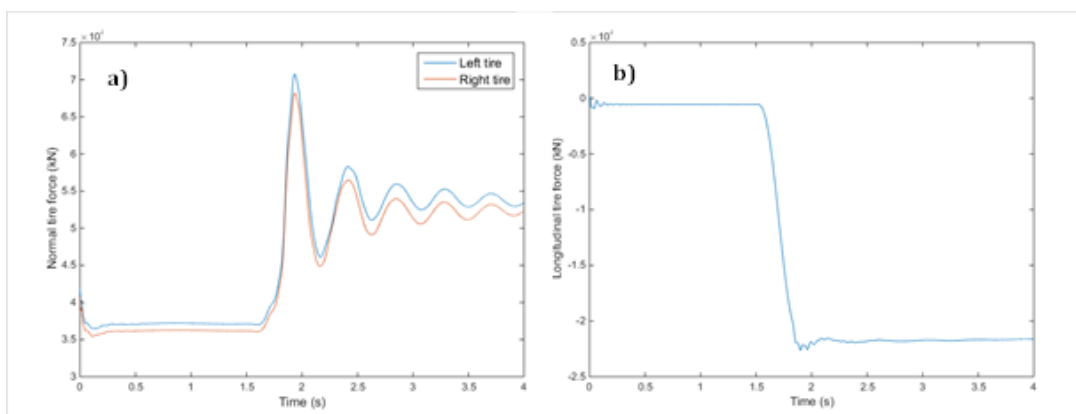 a)
Left tire
Right tire
7.5
7
6.5
6
5.5
5
4.5
4
3.5
3
Normal tire force (kN)
0 0.5 1 1.5 2 2.5 3 3.5 4
Time (s)
b)
0.5
0
-0.5
-1
-1.5
-2
-2.5
Longitudinal tire force (kN)
0 0.5 1 1.5 2 2.5 3 3.5 4
Time (s)